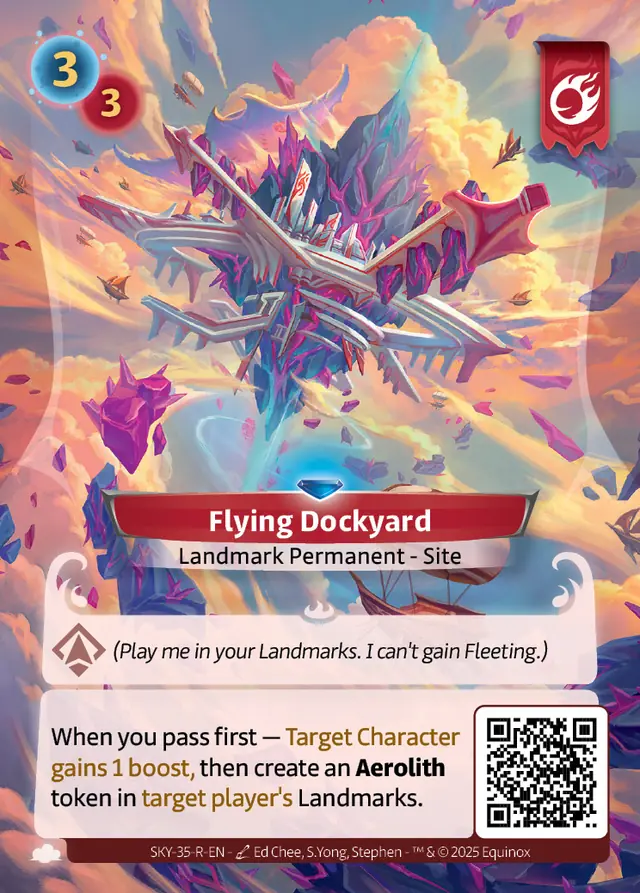 3
3
Flying Dockyard
Landmark Permanent - Site
(Play me in your Landmarks. I can't gain Fleeting.)
When you pass first — Target Character
gains 1 boost, then create an Aerolith
token in target player's Landmarks.
SKY-35-R-EN - Ed Chee, S.Yong, Stephen - ™ & © 2025 Equinox